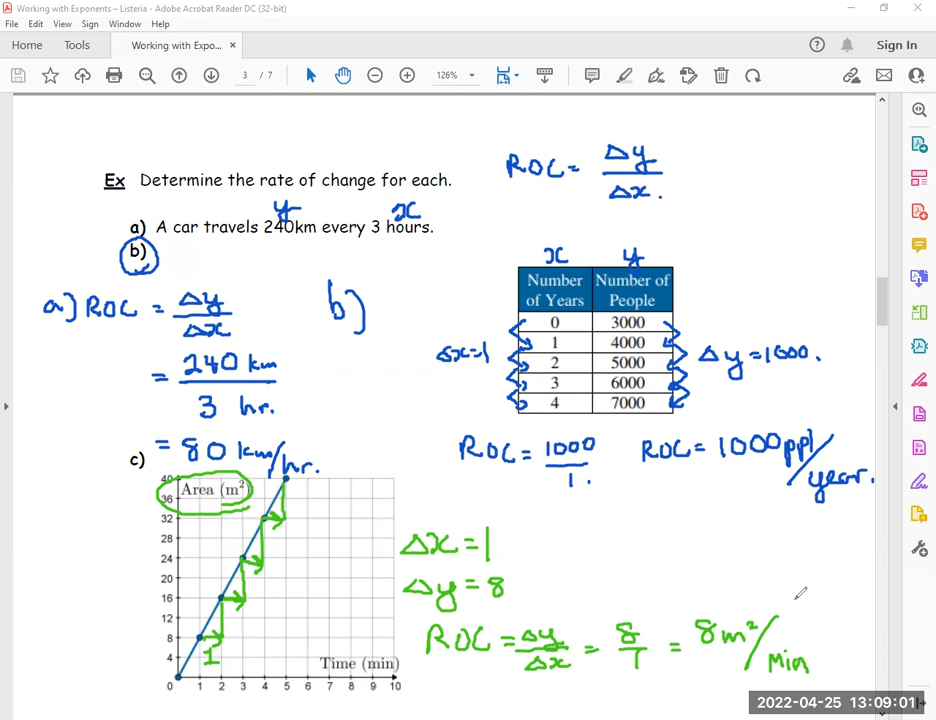 Working with Exponents – Listeria - Adobe Acrobat Reader DC (32-bit)
File Edit View Sign Window Help
Home Tools Working with Expo... × Sign In
3 / 7 126%
ROC = Δy / Δx.
Ex Determine the rate of change for each.
y x
a) A car travels 240km every 3 hours.
b)
x y
Number of Years Number of People
0 3000
1 4000
2 5000
3 6000
4 7000
Δx=1
Δy=1000.
a) ROC = Δy / Δx
= 240 km / 3 hr.
= 80 km/hr.
b)
ROC = 1000 / 1.
ROC = 1000 ppl/year.
c)
Area (m²)
40
36
32
28
24
20
16
12
8
4
0 1 2 3 4 5 6 7 8 9 10
Time (min)
1
Δx = 1
Δy = 8
ROC = Δy / Δx = 8 / 1 = 8 m²/min
2022-04-25 13:09:01